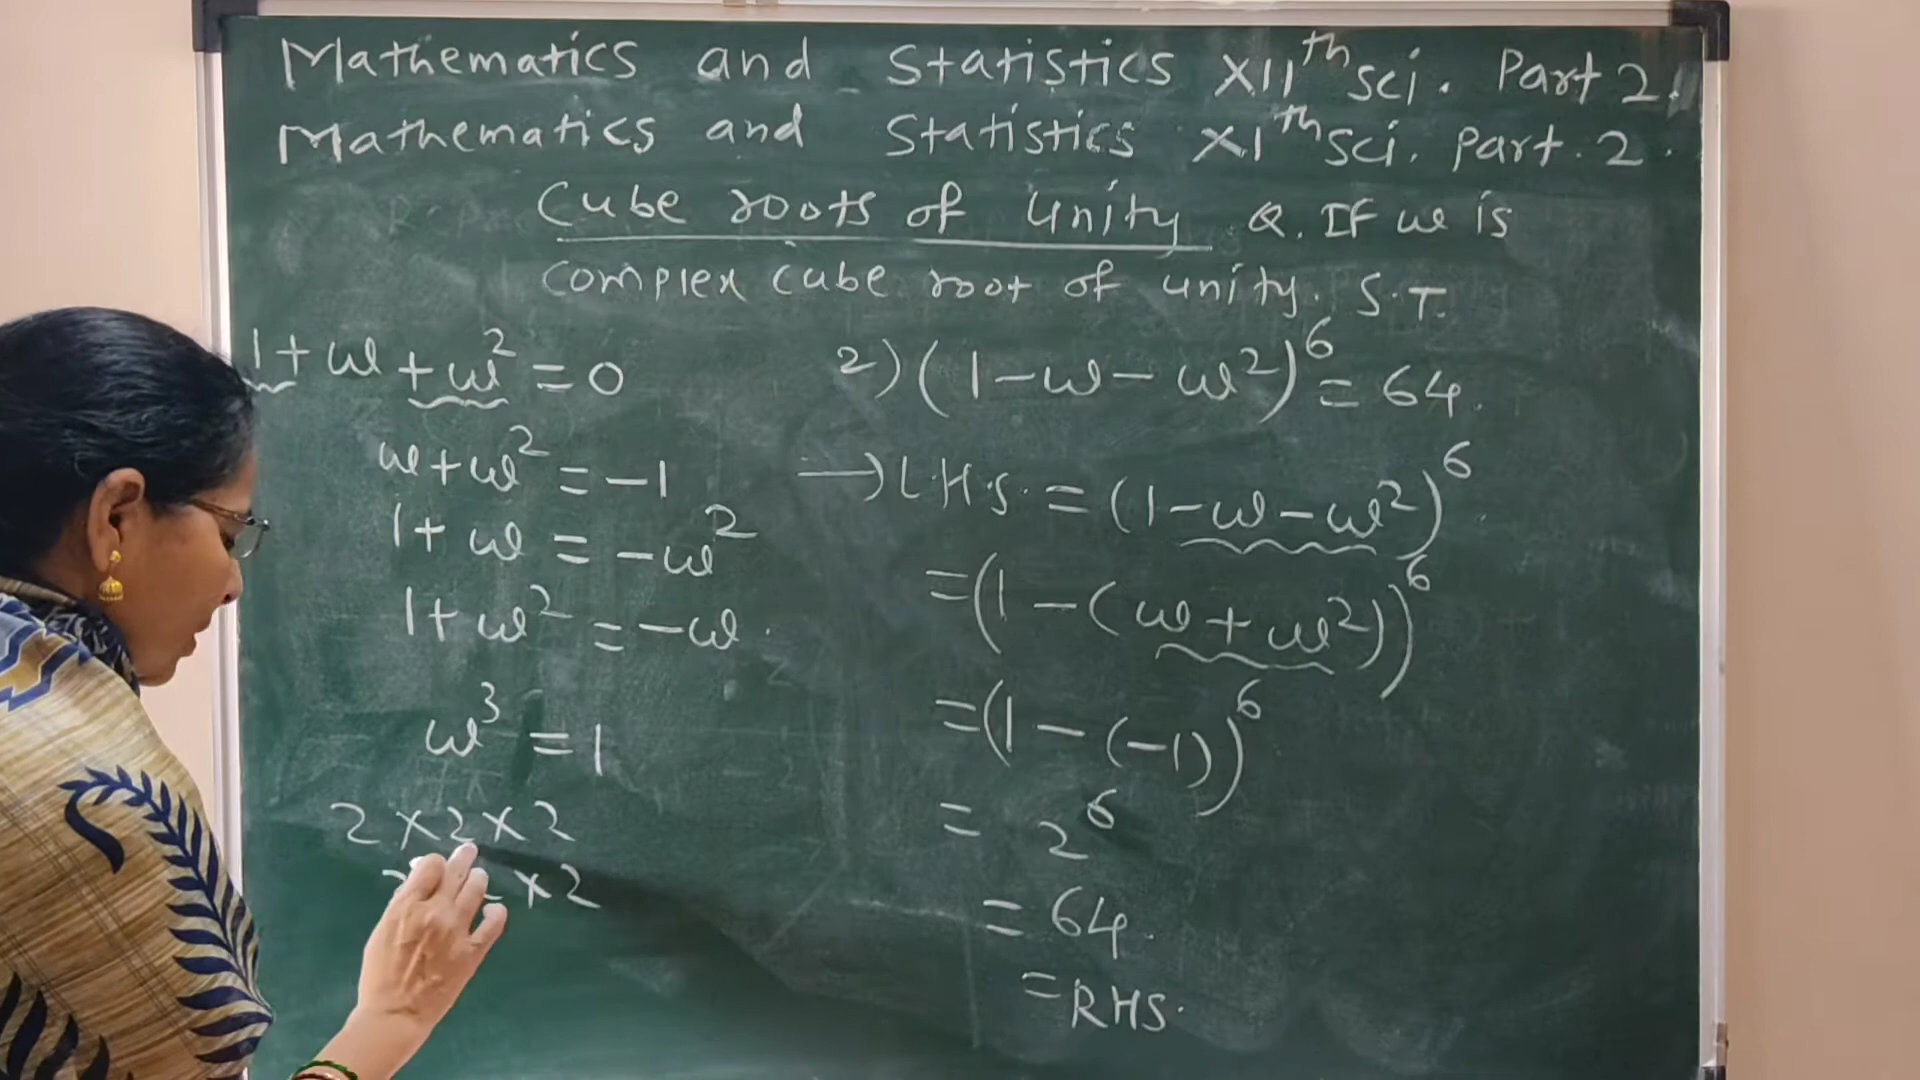 Mathematics and Statistics XIIth Sci. Part 2.
Mathematics and Statistics XIth Sci. Part. 2.
Cube roots of Unity Q. If ω is
complex cube root of unity. S.T.
1 + ω + ω² = 0
ω + ω² = -1
1 + ω = -ω²
1 + ω² = -ω.
ω³ = 1
2 × 2 × 2
× 2
2) (1 - ω - ω²)⁶ = 64.
→ L.H.S. = (1 - ω - ω²)⁶
= (1 - (ω + ω²))⁶
= (1 - (-1))⁶
= 2⁶
= 64.
= RHS.